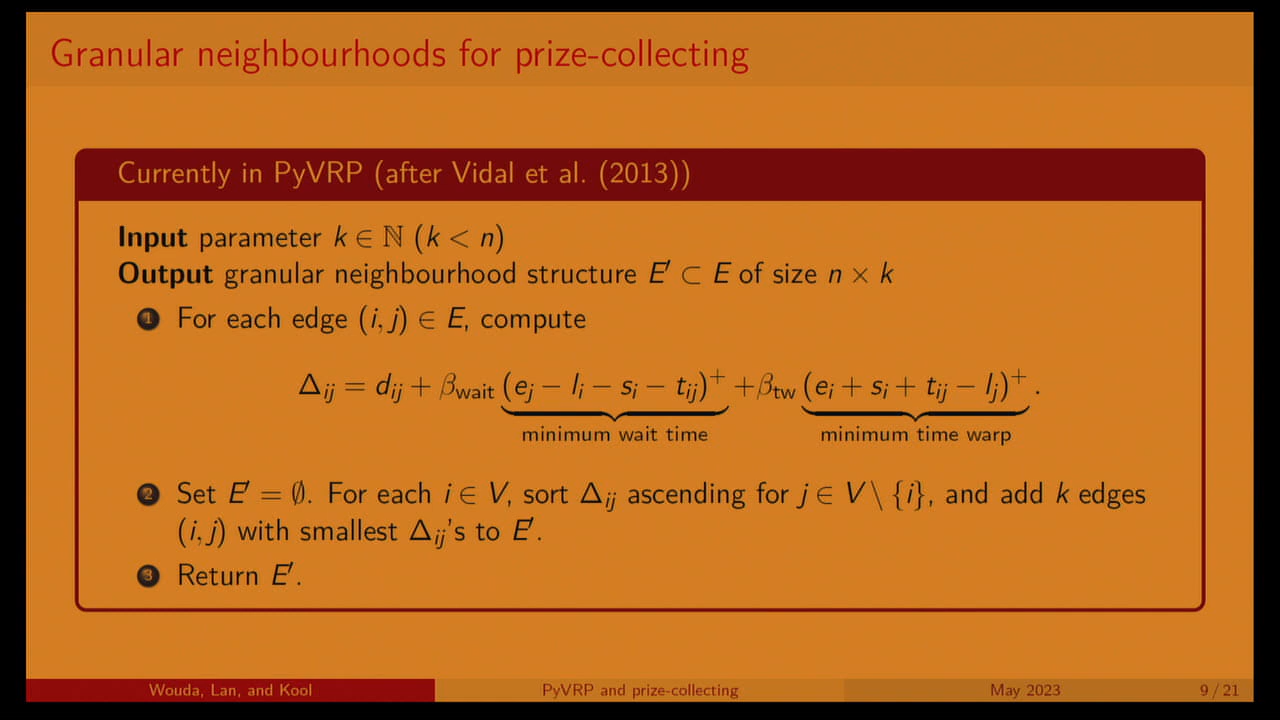 Granular neighbourhoods for prize-collecting
Currently in PyVRP (after Vidal et al. (2013))
Input parameter k ∈ ℕ (k < n)
Output granular neighbourhood structure E′ ⊂ E of size n × k
1 For each edge (i, j) ∈ E, compute
Δij = dij + βwait (ej − li − si − tij)+ + βtw (ei + si + tij − lj)+ .
minimum wait time minimum time warp
2 Set E′ = ∅. For each i ∈ V, sort Δij ascending for j ∈ V \ {i}, and add k edges
(i, j) with smallest Δij's to E′.
3 Return E′.
Wouda, Lan, and Kool PyVRP and prize-collecting May 2023 9 / 21